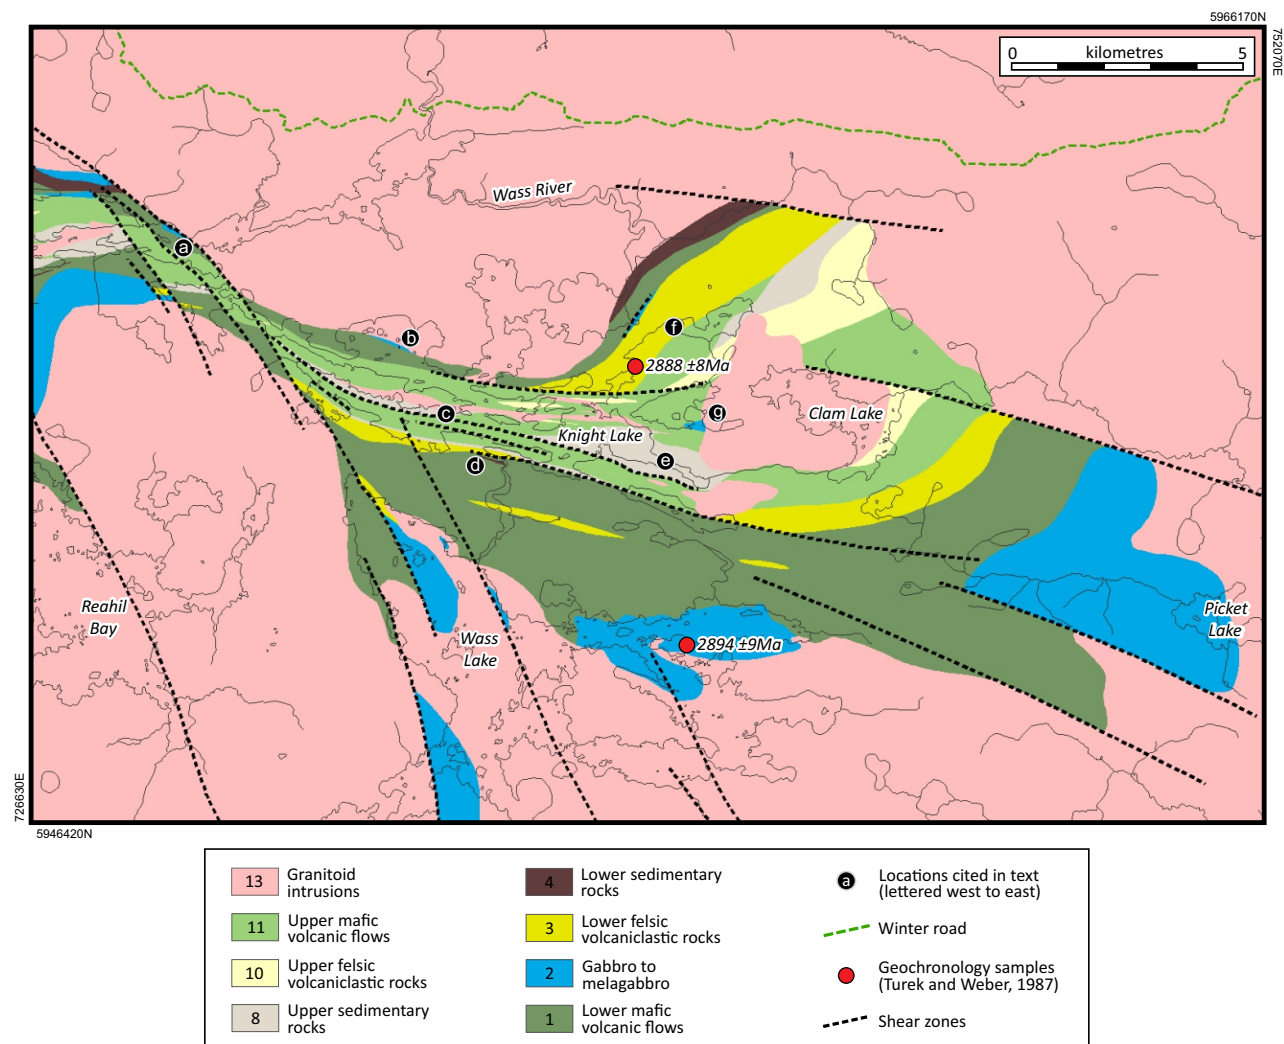 5966170N
752070E
0 kilometres 5
Wass River
a
b
f
2888 ±8Ma
c
g
Clam Lake
Knight Lake
d
e
Reahil
Bay
Wass
Lake
2894 ±9Ma
Picket
Lake
726630E
5946420N
13 Granitoid
intrusions
11 Upper mafic
volcanic flows
10 Upper felsic
volcaniclastic rocks
8 Upper sedimentary
rocks
4 Lower sedimentary
rocks
3 Lower felsic
volcaniclastic rocks
2 Gabbro to
melagabbro
1 Lower mafic
volcanic flows
a Locations cited in text
(lettered west to east)
Winter road
Geochronology samples
(Turek and Weber, 1987)
Shear zones